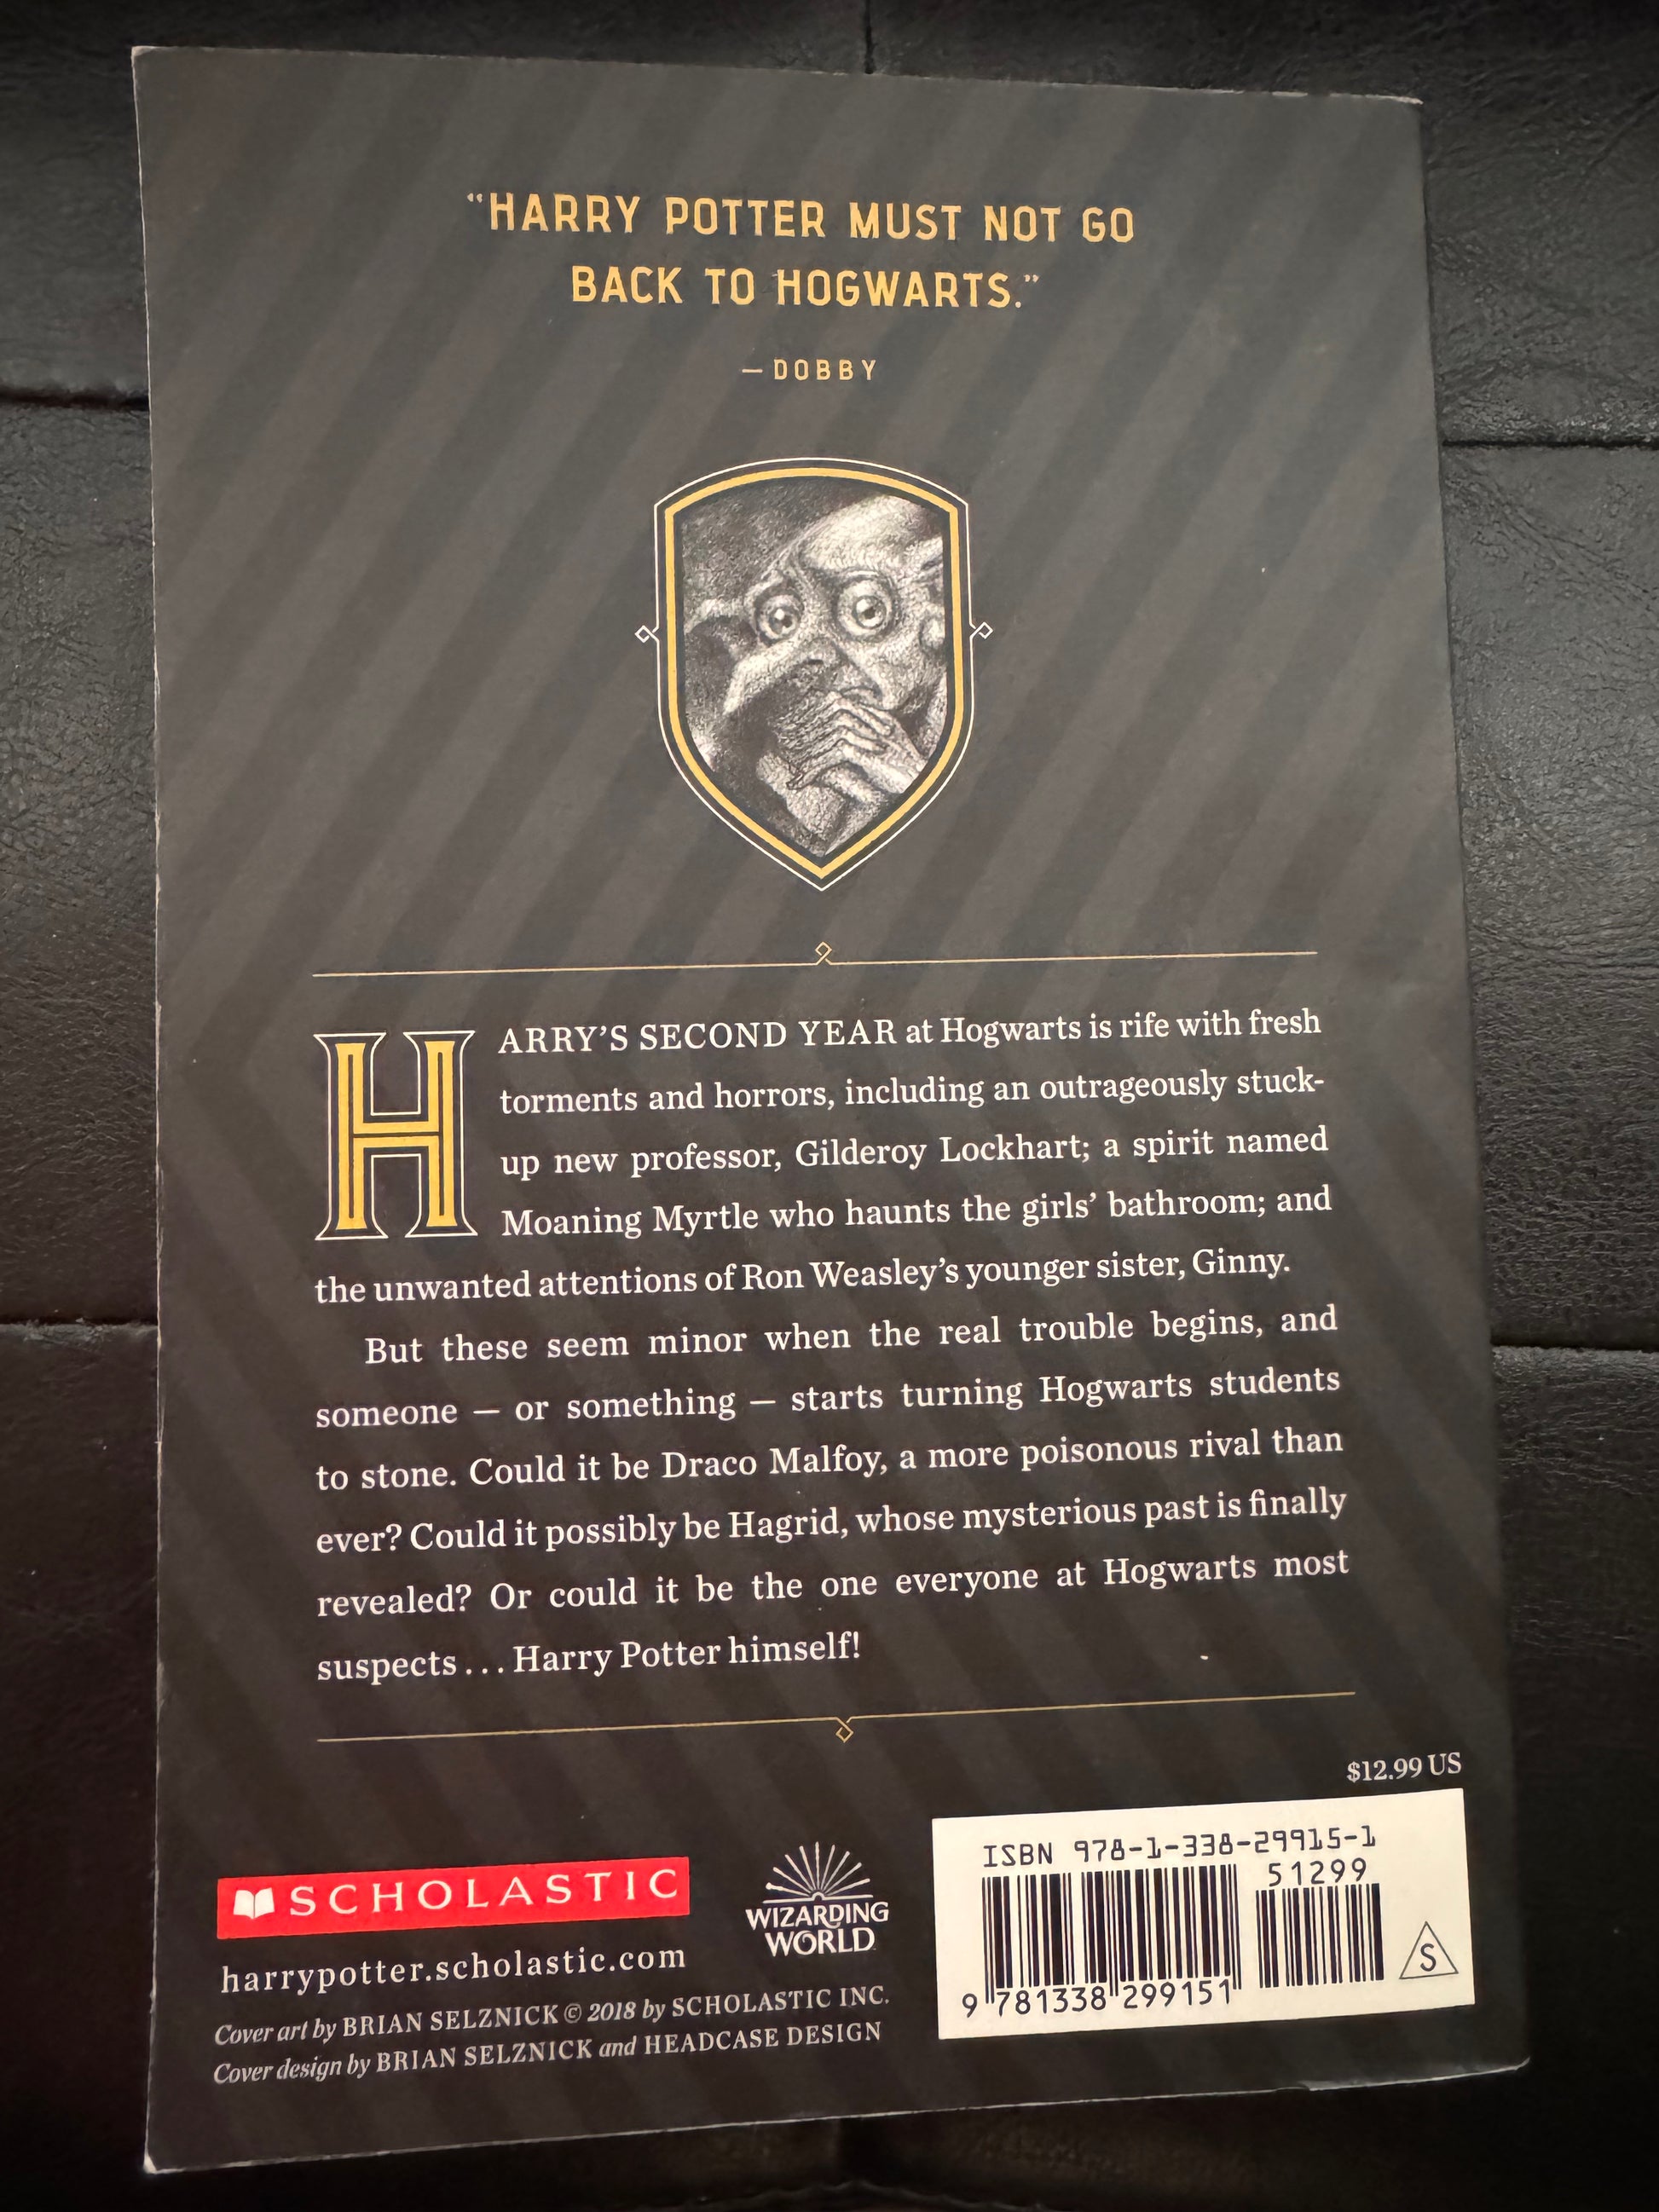 “HARRY POTTER MUST NOT GO
BACK TO HOGWARTS.”
— DOBBY
HARRY’S SECOND YEAR at Hogwarts is rife with fresh
torments and horrors, including an outrageously stuck-
up new professor, Gilderoy Lockhart; a spirit named
Moaning Myrtle who haunts the girls’ bathroom; and
the unwanted attentions of Ron Weasley’s younger sister, Ginny.
But these seem minor when the real trouble begins, and
someone — or something — starts turning Hogwarts students
to stone. Could it be Draco Malfoy, a more poisonous rival than
ever? Could it possibly be Hagrid, whose mysterious past is finally
revealed? Or could it be the one everyone at Hogwarts most
suspects . . . Harry Potter himself!
$12.99 US
SCHOLASTIC
harrypotter.scholastic.com
Cover art by BRIAN SELZNICK © 2018 by SCHOLASTIC INC.
Cover design by BRIAN SELZNICK and HEADCASE DESIGN
WIZARDING
WORLD
ISBN 978-1-338-29915-1
51299
9 781338 299151
S